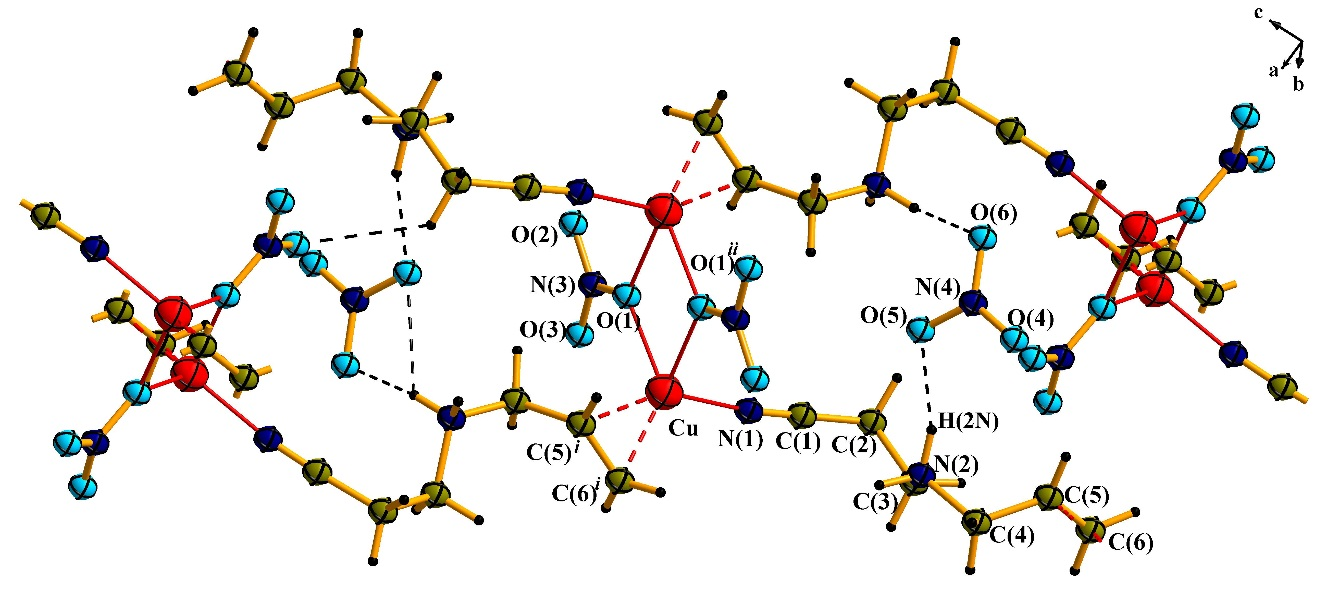 c
a
b
O(6)
O(2)
O(1)ii
N(3)
N(4)
O(5)
O(4)
O(3)
O(1)
Cu
N(1)
C(1)
C(2)
H(2N)
C(5)i
N(2)
C(6)i
C(3)
C(5)
C(4)
C(6)